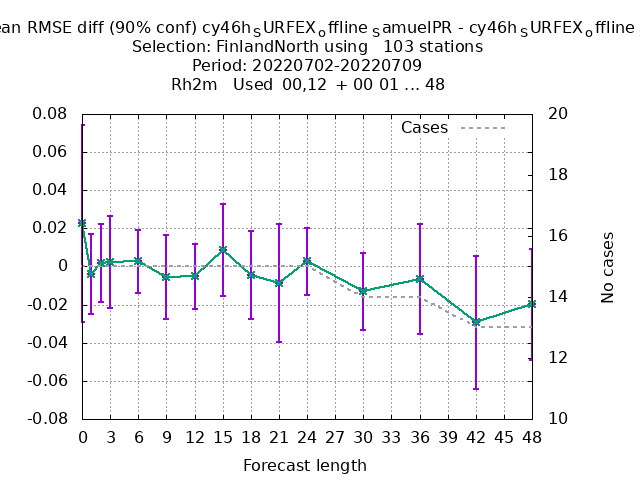 ean RMSE diff (90% conf) cy46hSURFEXoffline SamuelPR - cy46hSURFEXoffline
Selection: FinlandNorth using 103 stations
Period: 20220702-20220709
Rh2m Used 00,12 + 00 01 ... 48
Cases
0.08
0.06
0.04
0.02
0
-0.02
-0.04
-0.06
-0.08
20
18
16
14
12
10
No cases
0 3 6 9 12 15 18 21 24 27 30 33 36 39 42 45 48
Forecast length